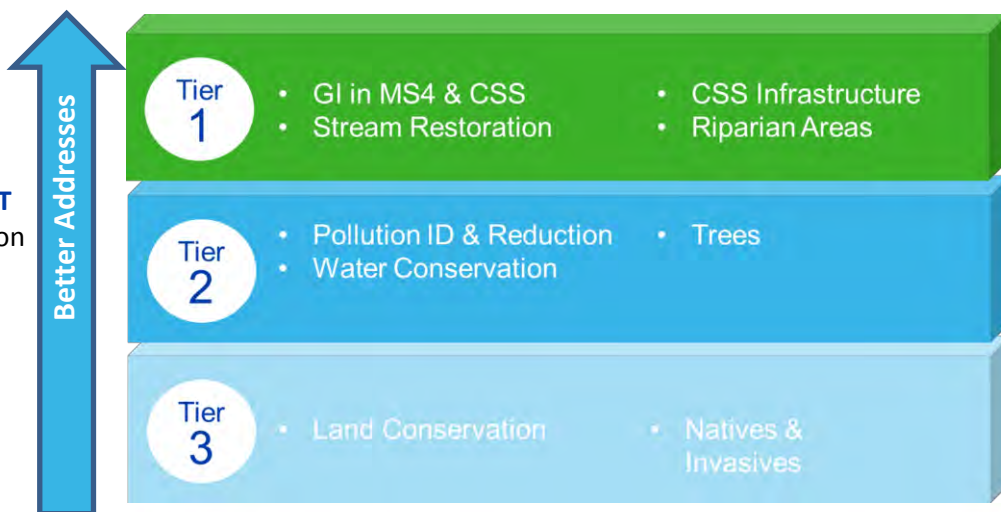 T
on
Better Addresses
Tier
1
• GI in MS4 & CSS
• Stream Restoration
• CSS Infrastructure
• Riparian Areas
Tier
2
• Pollution ID & Reduction
• Water Conservation
• Trees
Tier
3
• Land Conservation
• Natives &
Invasives